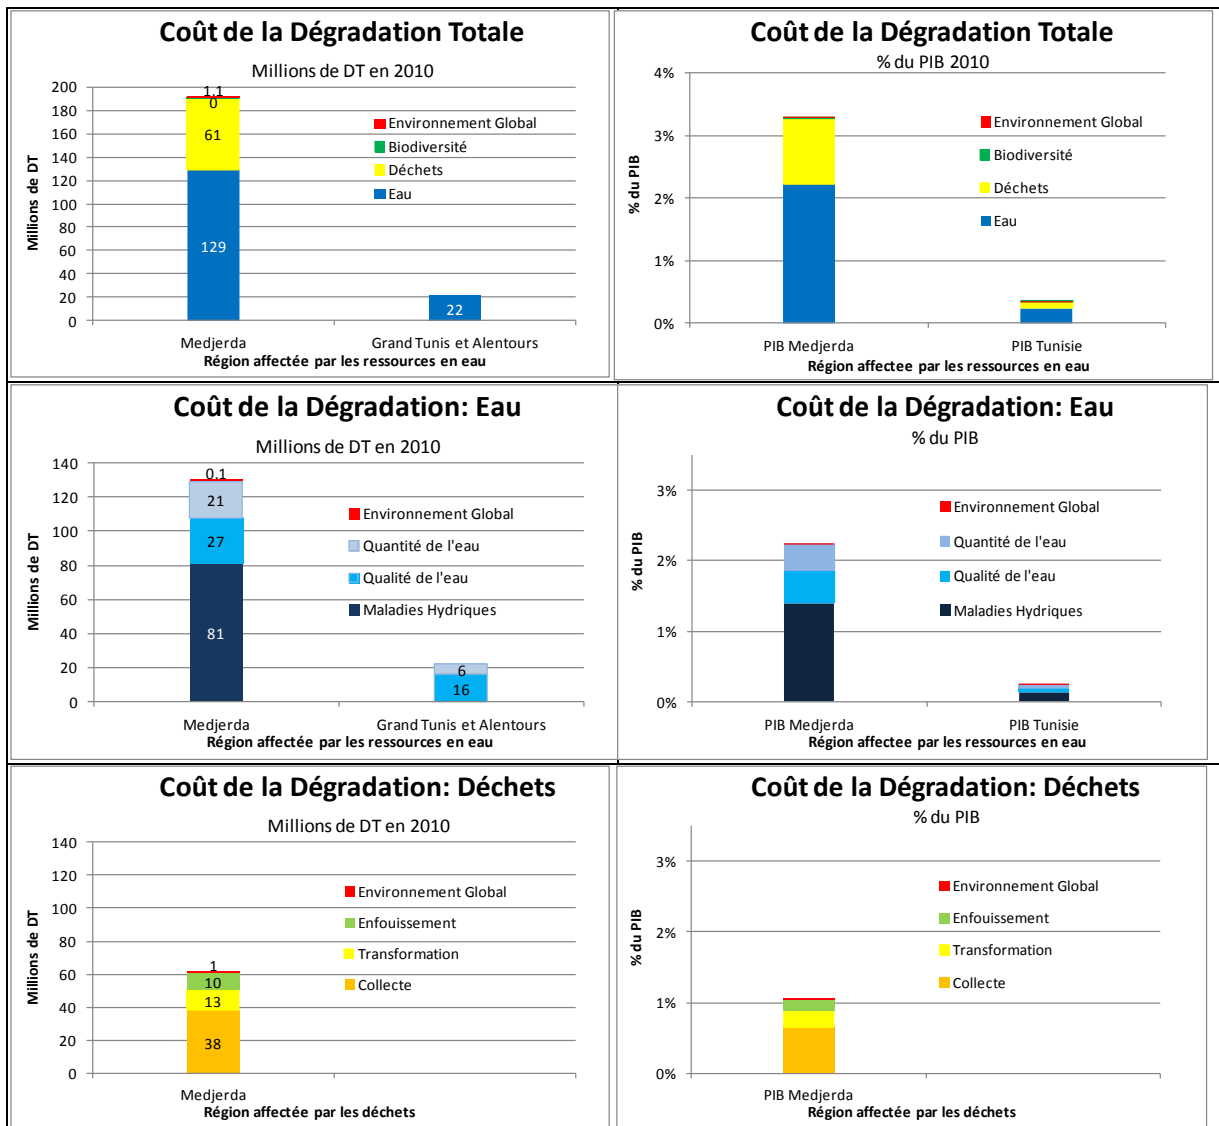 Coût de la Dégradation Totale
Millions de DT en 2010
Millions de DT
200
180
160
140
120
100
80
60
40
20
0
1.1
0
61
129
22
Environnement Global
Biodiversité
Déchets
Eau
Medjerda
Grand Tunis et Alentours
Région affectée par les ressources en eau
Coût de la Dégradation Totale
% du PIB 2010
% du PIB
4%
3%
2%
1%
0%
Environnement Global
Biodiversité
Déchets
Eau
PIB Medjerda
PIB Tunisie
Région affectee par les ressources en eau
Coût de la Dégradation: Eau
Millions de DT en 2010
Millions de DT
140
120
100
80
60
40
20
0
0.1
21
27
81
6
16
Environnement Global
Quantité de l'eau
Qualité de l'eau
Maladies Hydriques
Medjerda
Grand Tunis et Alentours
Région affectée par les ressources en eau
Coût de la Dégradation: Eau
% du PIB
% du PIB
3%
2%
1%
0%
Environnement Global
Quantité de l'eau
Qualité de l'eau
Maladies Hydriques
PIB Medjerda
PIB Tunisie
Région affectée par les ressources en eau
Coût de la Dégradation: Déchets
Millions de DT en 2010
Millions de DT
140
120
100
80
60
40
20
0
1
10
13
38
Environnement Global
Enfouissement
Transformation
Collecte
Medjerda
Région affectée par les déchets
Coût de la Dégradation: Déchets
% du PIB
% du PIB
3%
2%
1%
0%
Environnement Global
Enfouissement
Transformation
Collecte
PIB Medjerda
Région affectée par les déchets